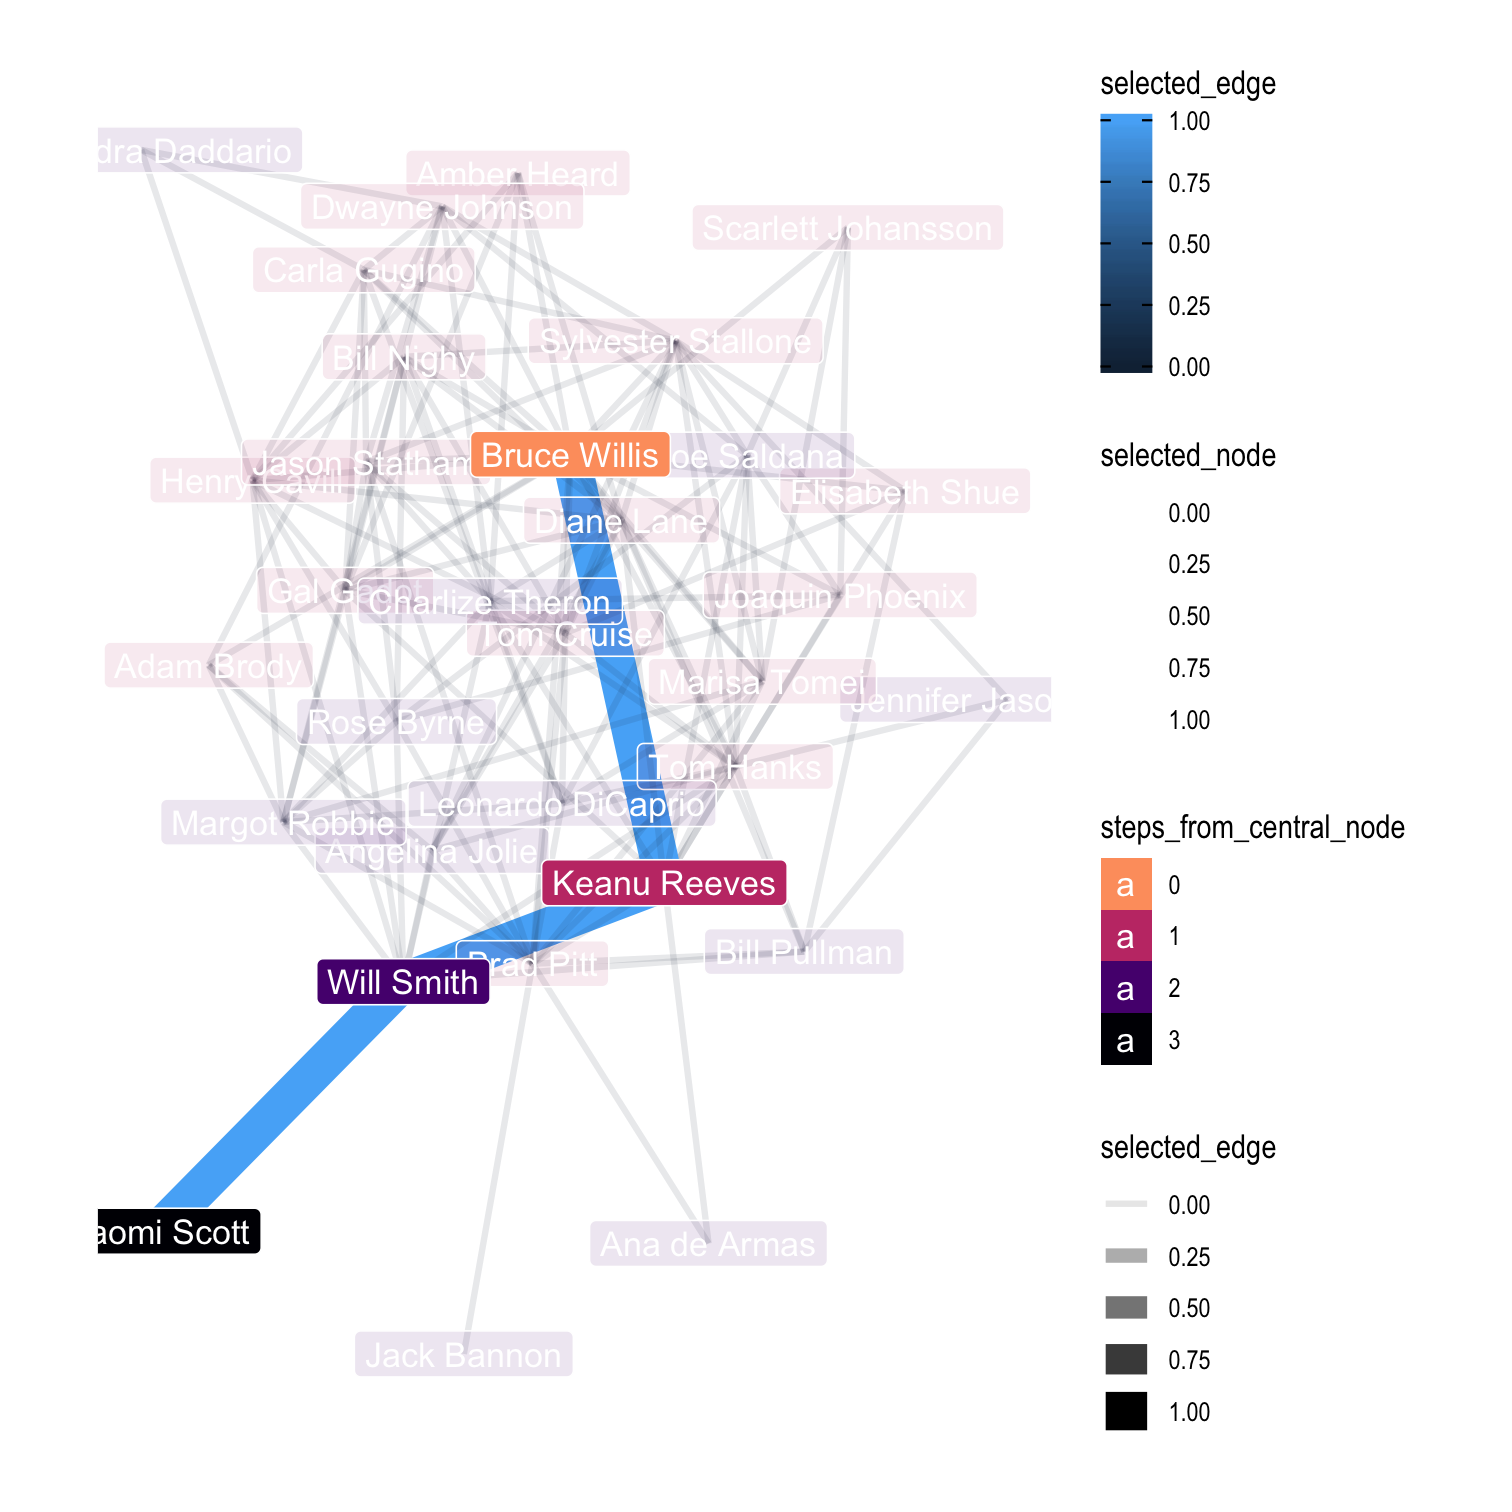 dra Daddario
Amber Heard
Dwayne Johnson
Scarlett Johansson
Carla Gugino
Sylvester Stallone
Bill Nighy
Bruce Willis
oe Saldana
Jason Statham
Henry Cavill
Elisabeth Shue
Diane Lane
Gal Gadot
Charlize Theron
Joaquin Phoenix
Tom Cruise
Adam Brody
Marisa Tomei
Jennifer Jaso
Rose Byrne
Tom Hanks
Leonardo DiCaprio
Margot Robbie
Angelina Jolie
Keanu Reeves
Bill Pullman
Brad Pitt
Will Smith
aomi Scott
Ana de Armas
Jack Bannon
selected_edge
1.00
0.75
0.50
0.25
0.00
selected_node
0.00
0.25
0.50
0.75
1.00
steps_from_central_node
a 0
a 1
a 2
a 3
selected_edge
0.00
0.25
0.50
0.75
1.00